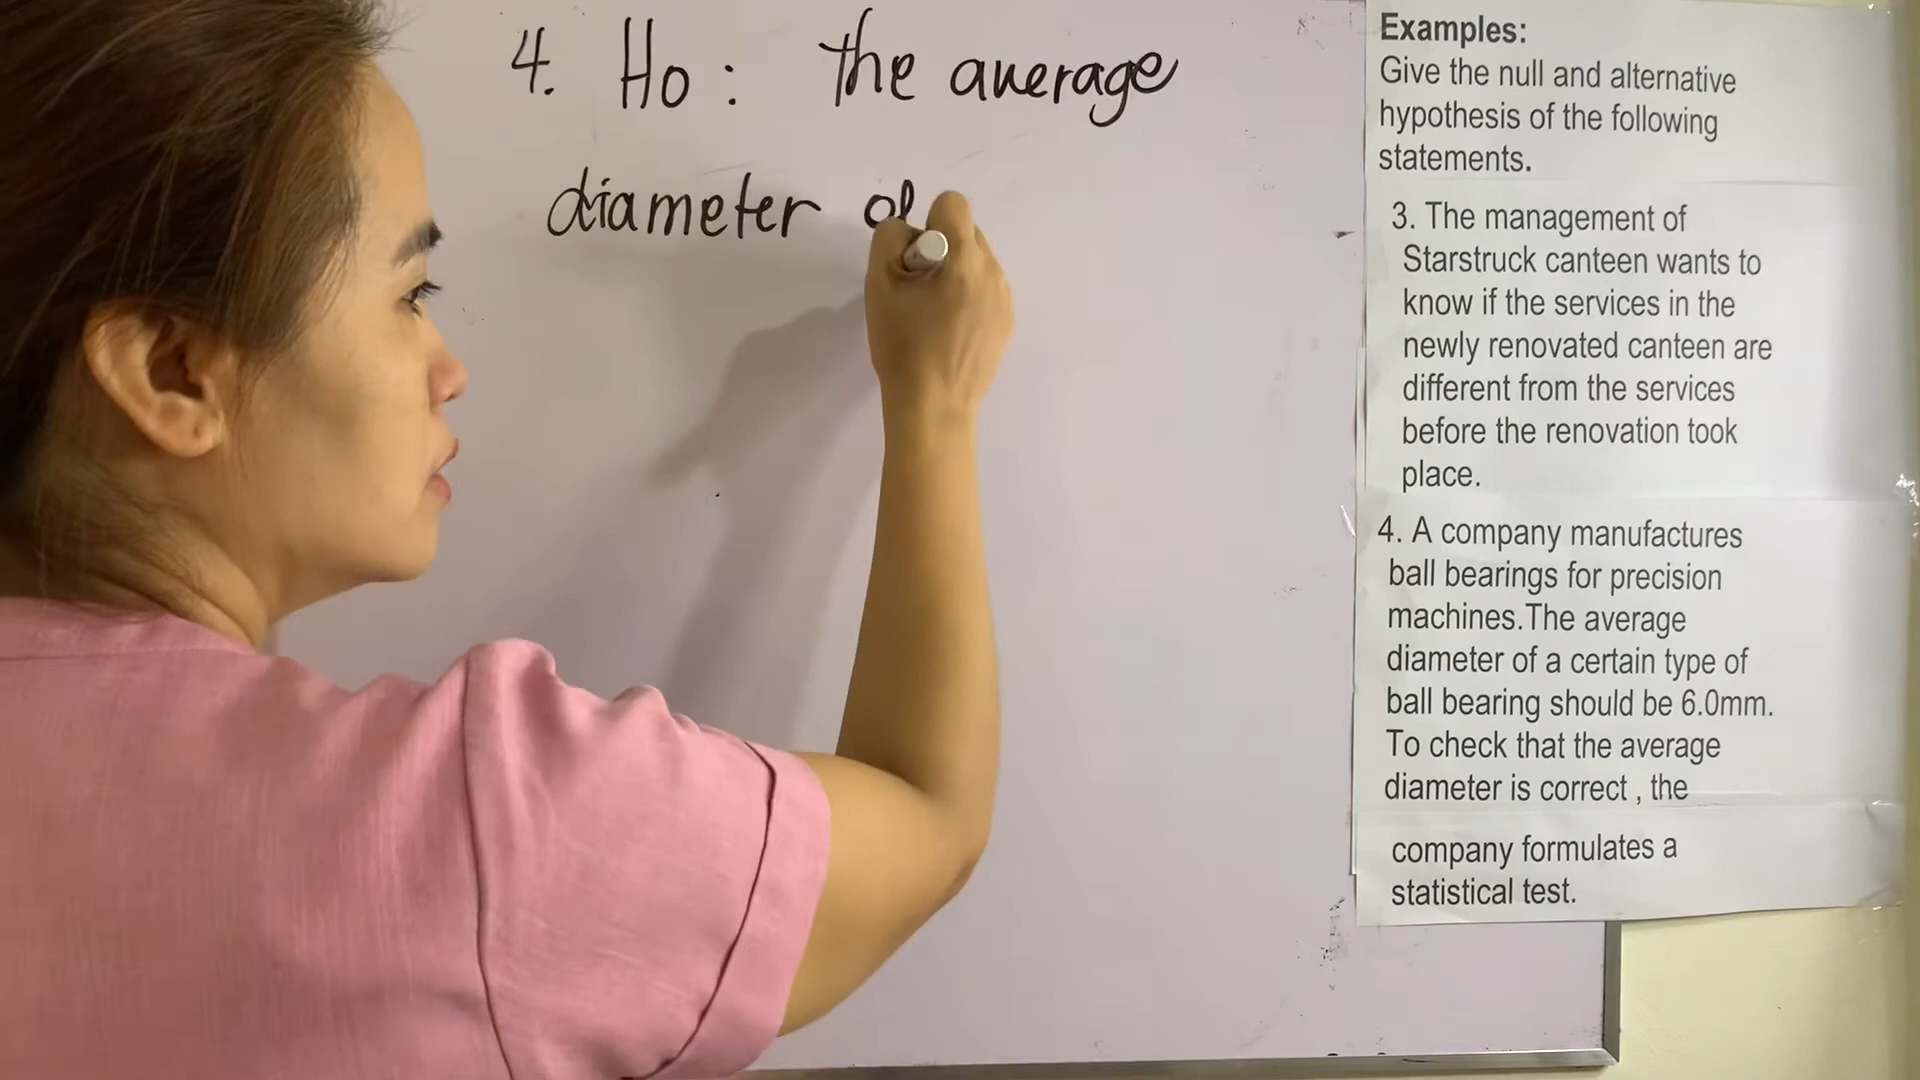 4. Ho: the average
diameter of
Examples:
Give the null and alternative
hypothesis of the following
statements.
3. The management of
Starstruck canteen wants to
know if the services in the
newly renovated canteen are
different from the services
before the renovation took
place.
4. A company manufactures
ball bearings for precision
machines.The average
diameter of a certain type of
ball bearing should be 6.0mm.
To check that the average
diameter is correct , the
company formulates a
statistical test.